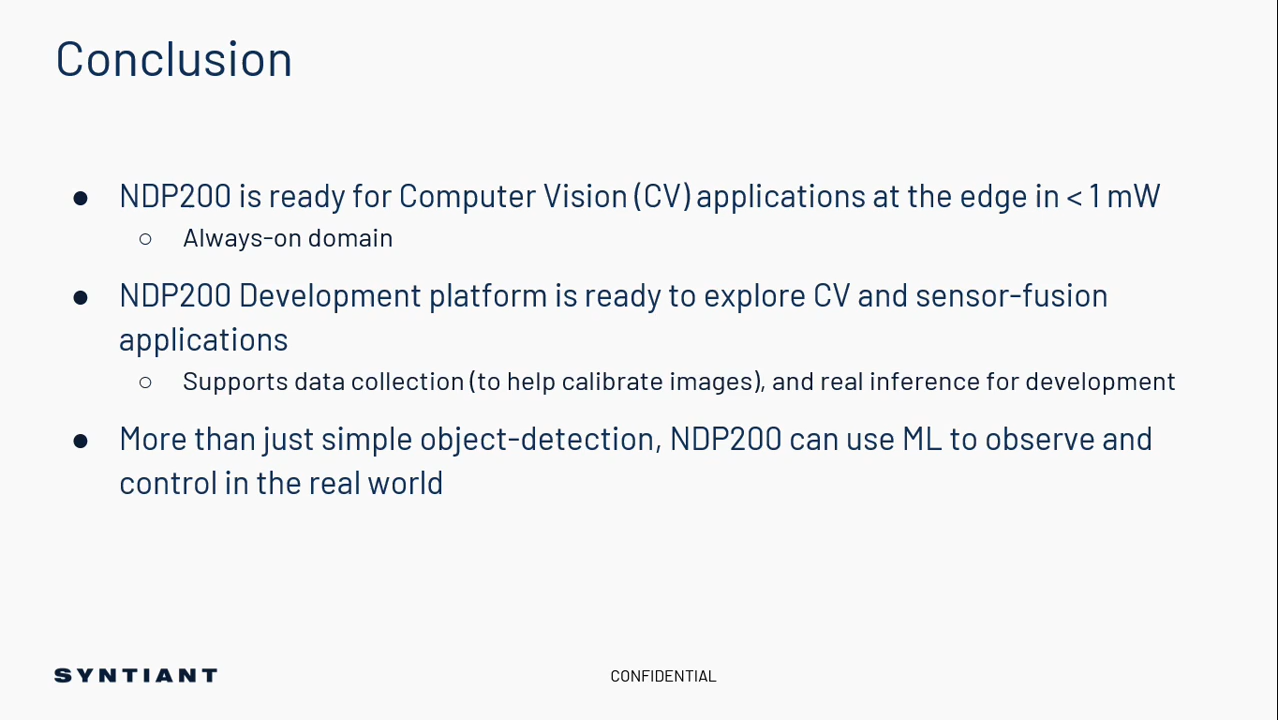 Conclusion
● NDP200 is ready for Computer Vision (CV) applications at the edge in < 1 mW
○ Always-on domain
● NDP200 Development platform is ready to explore CV and sensor-fusion
applications
○ Supports data collection (to help calibrate images), and real inference for development
● More than just simple object-detection, NDP200 can use ML to observe and
control in the real world
SYNTIANT
CONFIDENTIAL